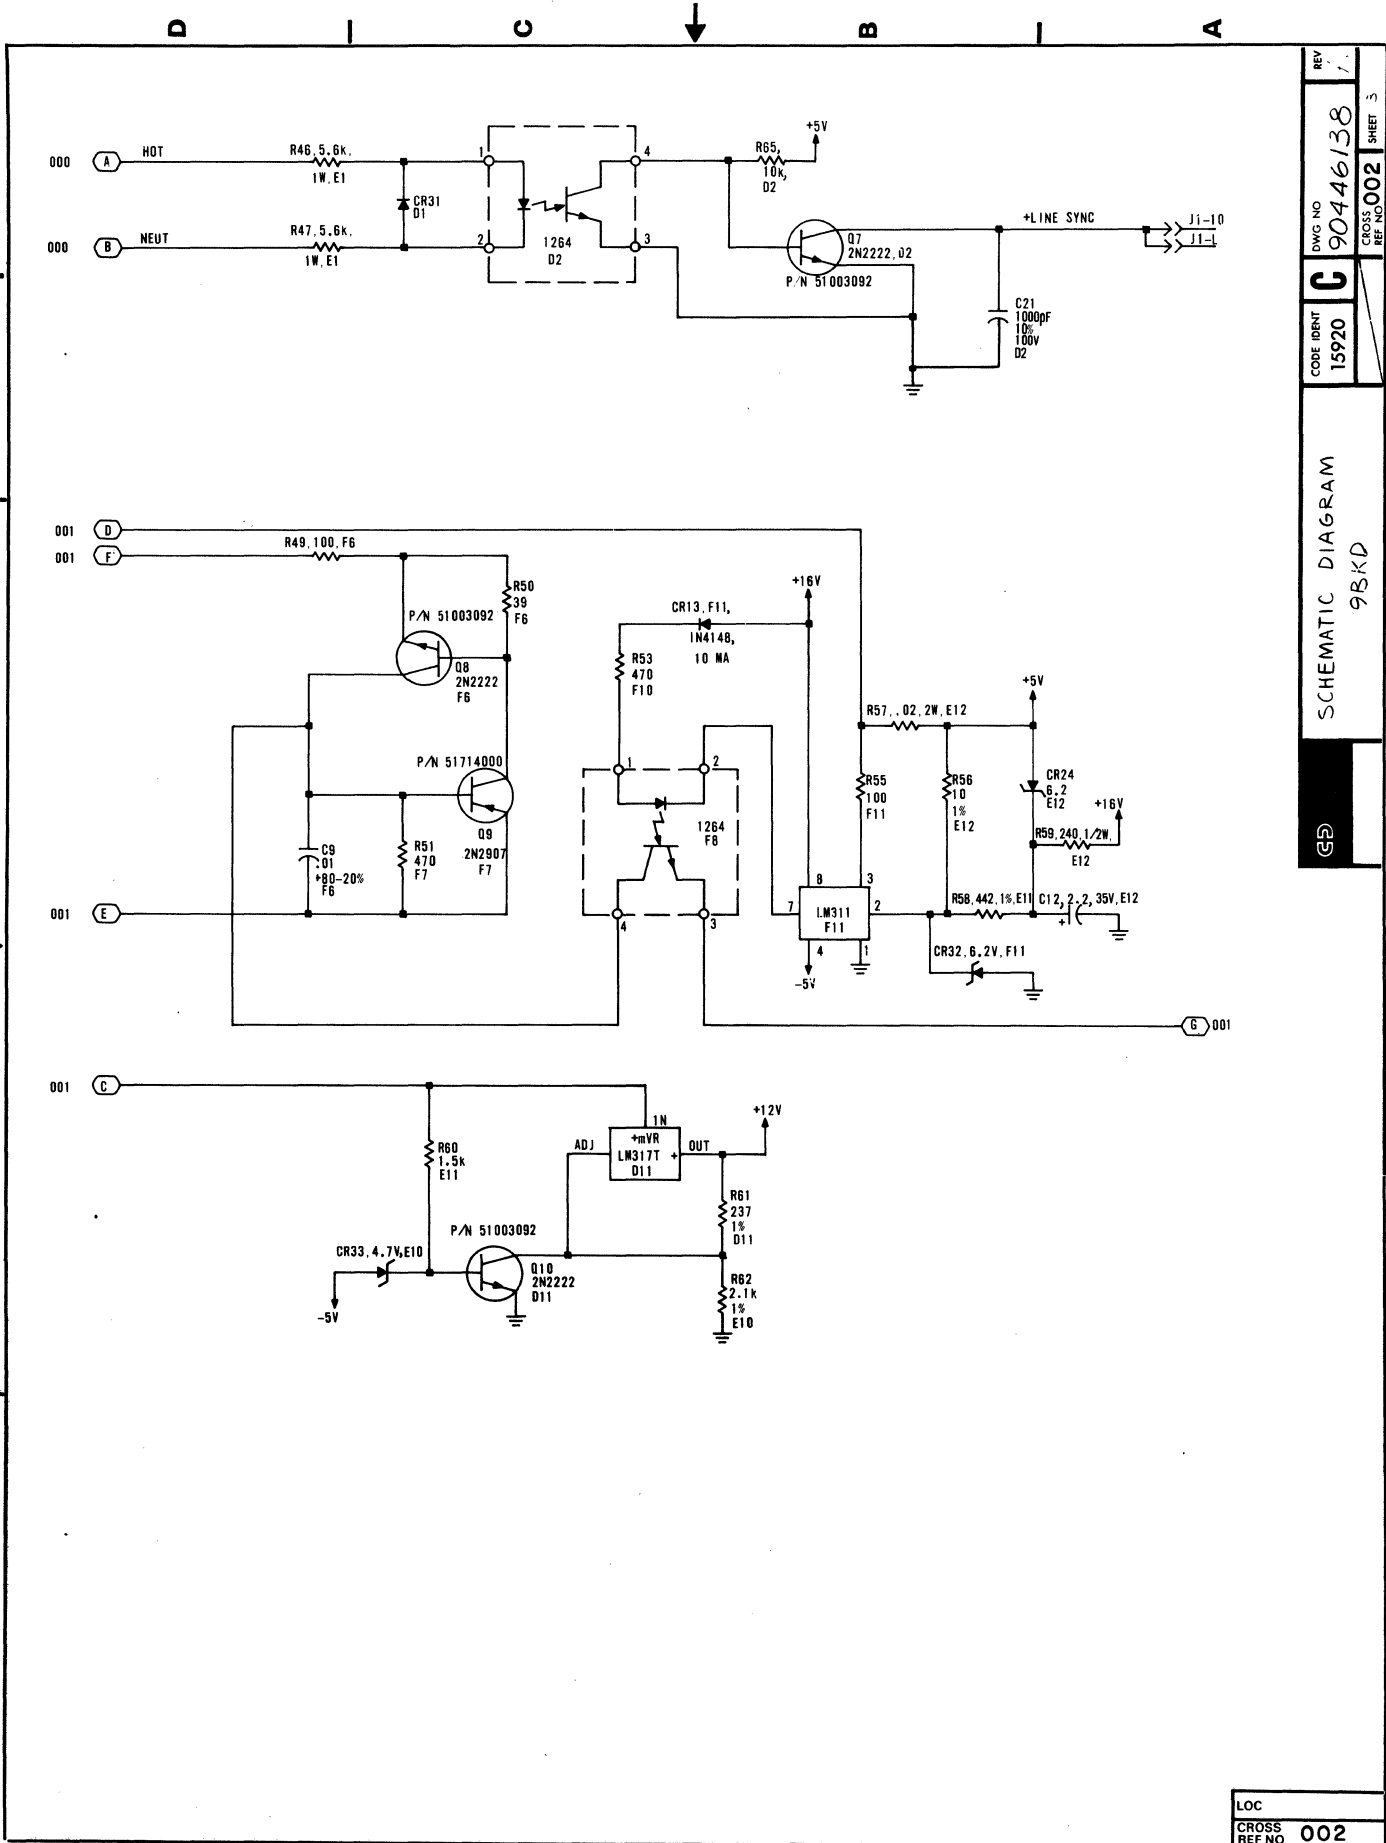 D
C
B
A
REV
1.
DWG NO
90446138
SHEET 3
CROSS REF NO 002
C
CODE IDENT
15920
SCHEMATIC DIAGRAM
9BKD
000
A
HOT
R46,5.6k,
1W,E1
CR31
D1
000
B
NEUT
R47,5.6k,
1W,E1
1
2
4
3
1264
D2
+5V
R65,
10k,
D2
Q7
2N2222,D2
P/N 51003092
+LINE SYNC
J1-10
J1-L
C21
1000pF
10%
100V
D2
001
D
001
F
R49,100,F6
R50
39
F6
P/N 51003092
Q8
2N2222
F6
P/N 51714000
Q9
2N2907
F7
C9
.01
+80-20%
F6
R51
470
F7
001
E
CR13,F11,
IN4148,
10 MA
R53
470
F10
+16V
1
2
1264
F8
4
3
R57,.02,2W,E12
R55
100
F11
R56
10
1%
E12
+5V
CR24
6.2
E12
+16V
R59,240,1/2W,
E12
8
3
7
LM311
F11
2
4
1
-5V
R58,442,1%,E11
C12,2.2,35V,E12
+
CR32,6.2V,F11
G
001
001
C
R60
1.5k
E11
1N
ADJ
+mVR
LM317T +
D11
OUT
+12V
R61
237
1%
D11
P/N 51003092
CR33,4.7V,E10
-5V
Q10
2N2222
D11
R62
2.1k
1%
E10
LOC
CROSS
REF NO 002